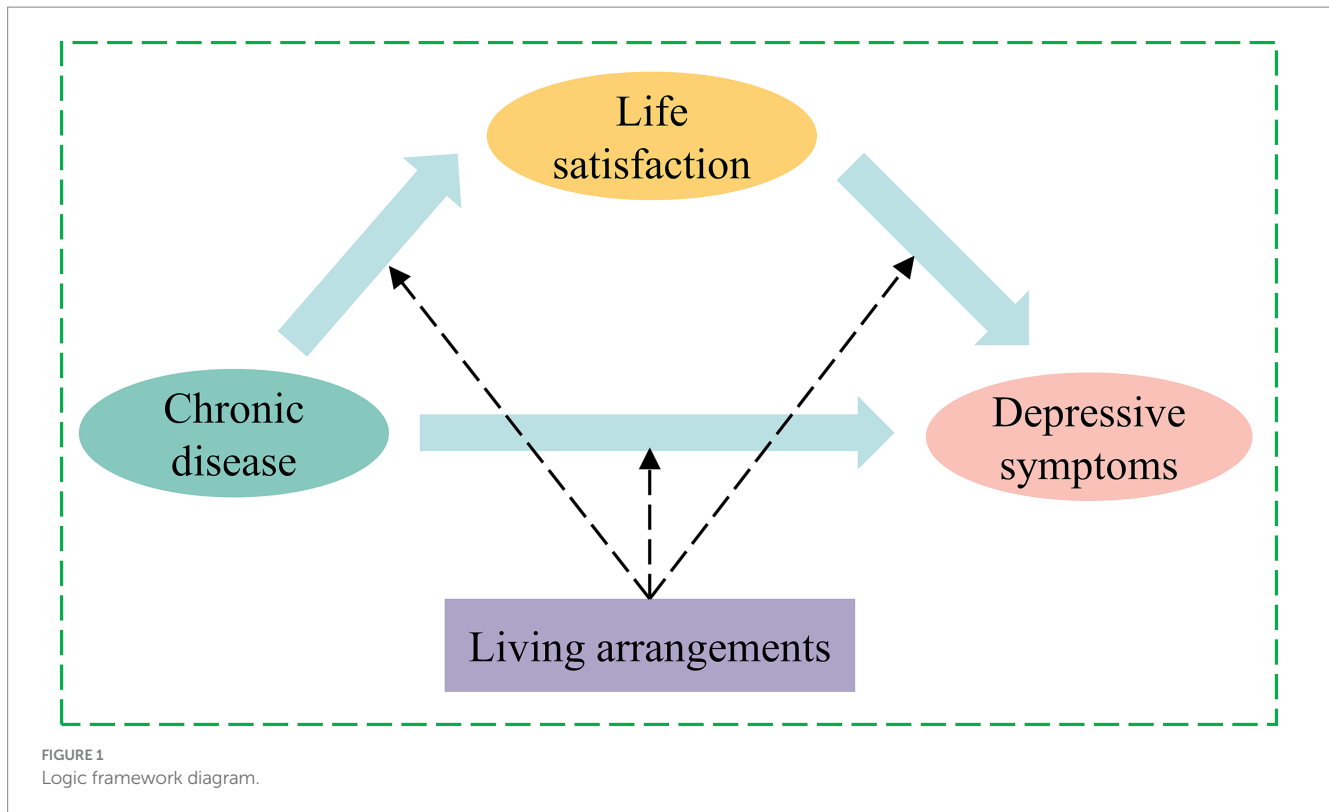 Life
satisfaction
Chronic
disease
Depressive
symptoms
Living arrangements
FIGURE 1
Logic framework diagram.